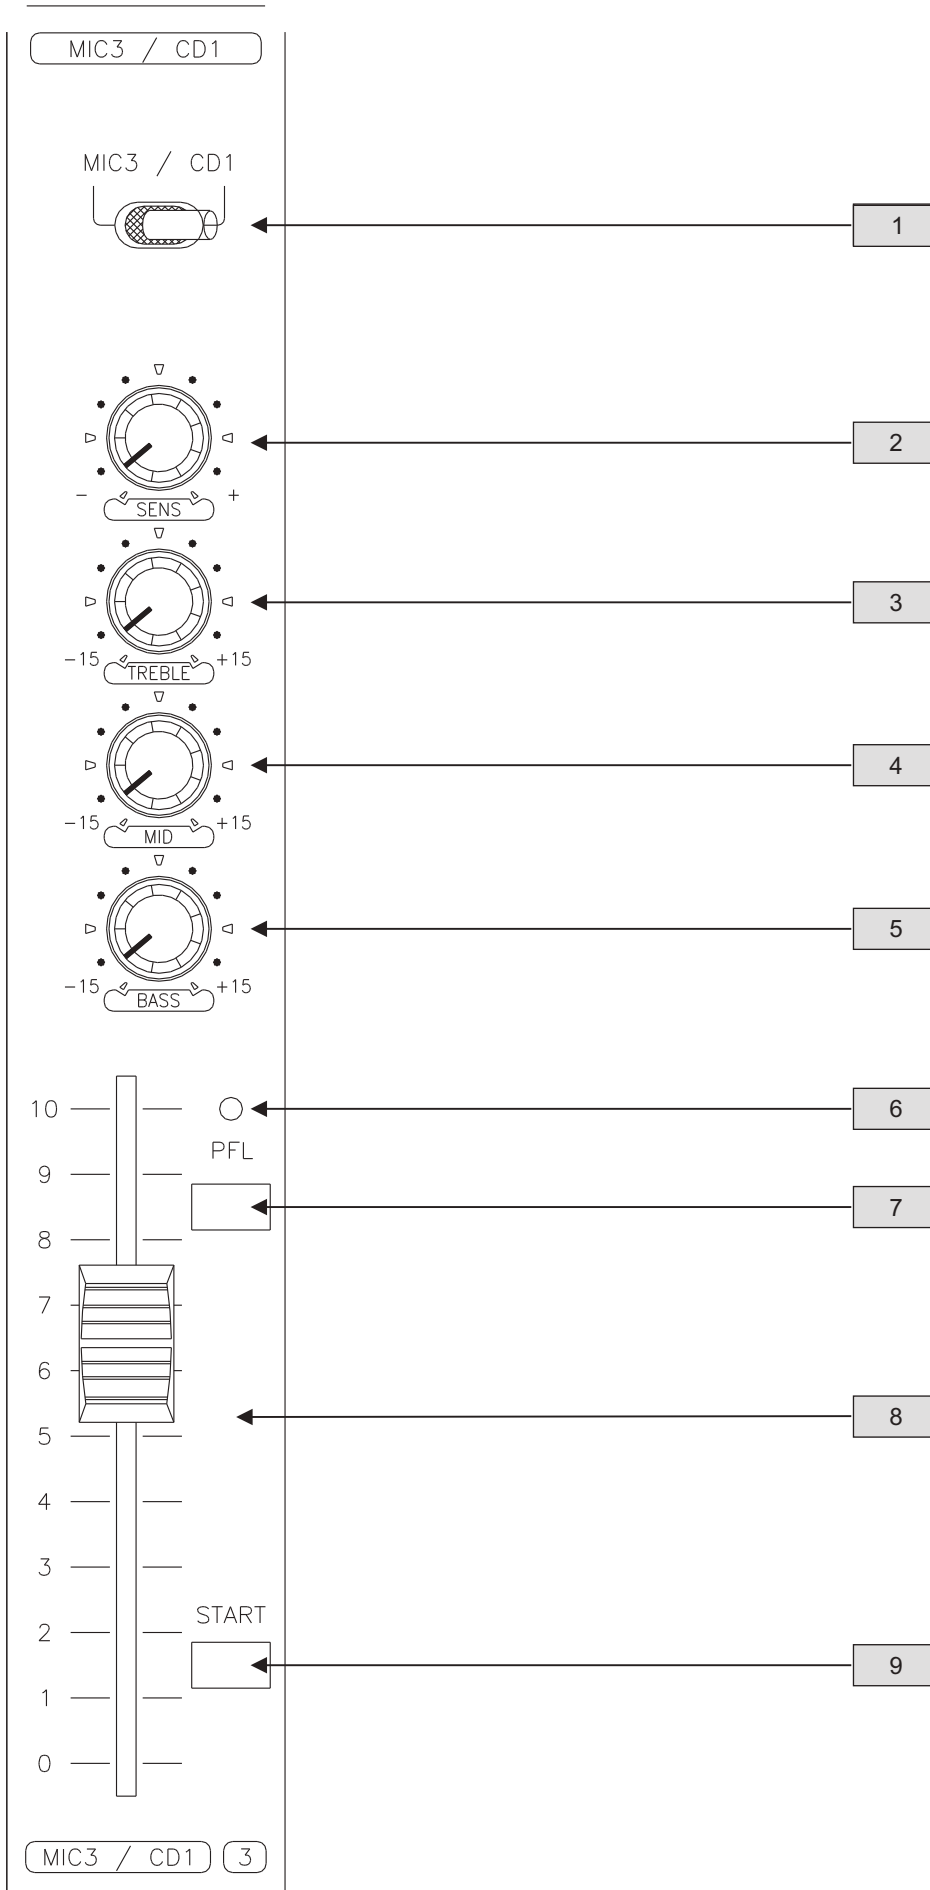 MIC3 / CD1
MIC3 / CD1
1
2
- SENS +
3
-15 TREBLE +15
4
-15 MID +15
5
-15 BASS +15
10
6
PFL
9
7
8
7
6
8
5
4
3
START
2
9
1
0
MIC3 / CD1 3